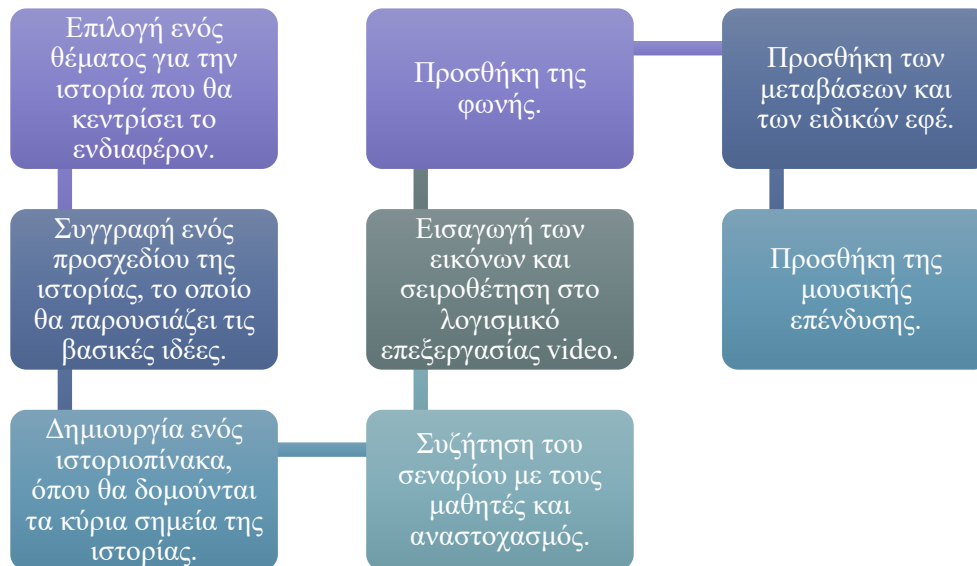 Επιλογή ενός
θέματος για την
ιστορία που θα
κεντρίσει το
ενδιαφέρον.
Συγγραφή ενός
προσχεδίου της
ιστορίας, το οποίο
θα παρουσιάζει τις
βασικές ιδέες.
Δημιουργία ενός
ιστοριοπίνακα,
όπου θα δομούνται
τα κύρια σημεία της
ιστορίας.
Συζήτηση του
σεναρίου με τους
μαθητές και
αναστοχασμός.
Εισαγωγή των
εικόνων και
σειροθέτηση στο
λογισμικό
επεξεργασίας video.
Προσθήκη της
φωνής.
Προσθήκη των
μεταβάσεων και
των ειδικών εφέ.
Προσθήκη της
μουσικής
επένδυσης.